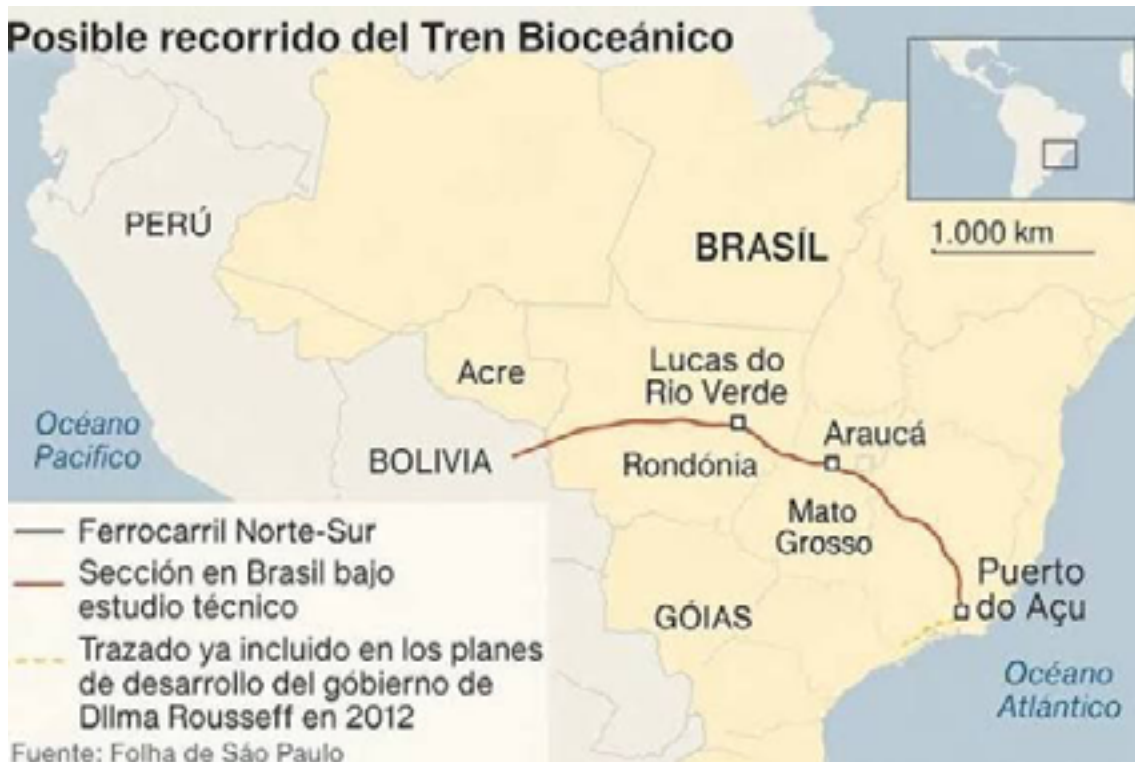 Posible recorrido del Tren Bioceánico
PERÚ
BRASÍL
1.000 km
Acre
Lucas do
Rio Verde
Océano
Pacífico
BOLIVIA
Rondónia
Araucá
Mato
Grosso
GÓIAS
Puerto
do Açu
Océano
Atlántico
Ferrocarril Norte-Sur
Sección en Brasil bajo
estudio técnico
Trazado ya incluido en los planes
de desarrollo del góbierno de
Dilma Rousseff en 2012
Fuente: Folha de São Paulo